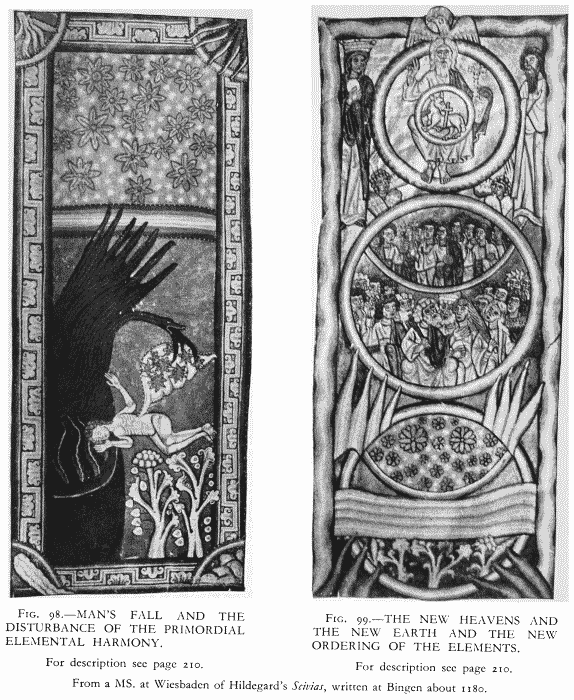 Fig. 98.—MAN'S FALL AND THE
DISTURBANCE OF THE PRIMORDIAL
ELEMENTAL HARMONY.
For description see page 210.
Fig. 99.—THE NEW HEAVENS AND
THE NEW EARTH AND THE NEW
ORDERING OF THE ELEMENTS.
For description see page 210.
From a MS. at Wiesbaden of Hildegard's Scivias, written at Bingen about 1180.